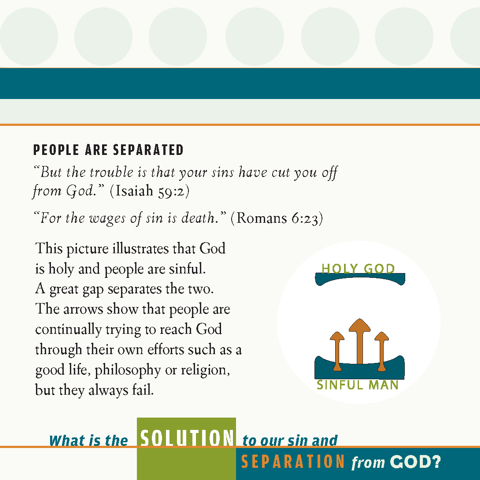 PEOPLE ARE SEPARATED
“But the trouble is that your sins have cut you off
from God.” (Isaiah 59:2)
“For the wages of sin is death.” (Romans 6:23)
This picture illustrates that God
is holy and people are sinful.
A great gap separates the two.
The arrows show that people are
continually trying to reach God
through their own efforts such as a
good life, philosophy or religion,
but they always fail.
HOLY GOD
SINFUL MAN
What is the SOLUTION to our sin and
SEPARATION from GOD?